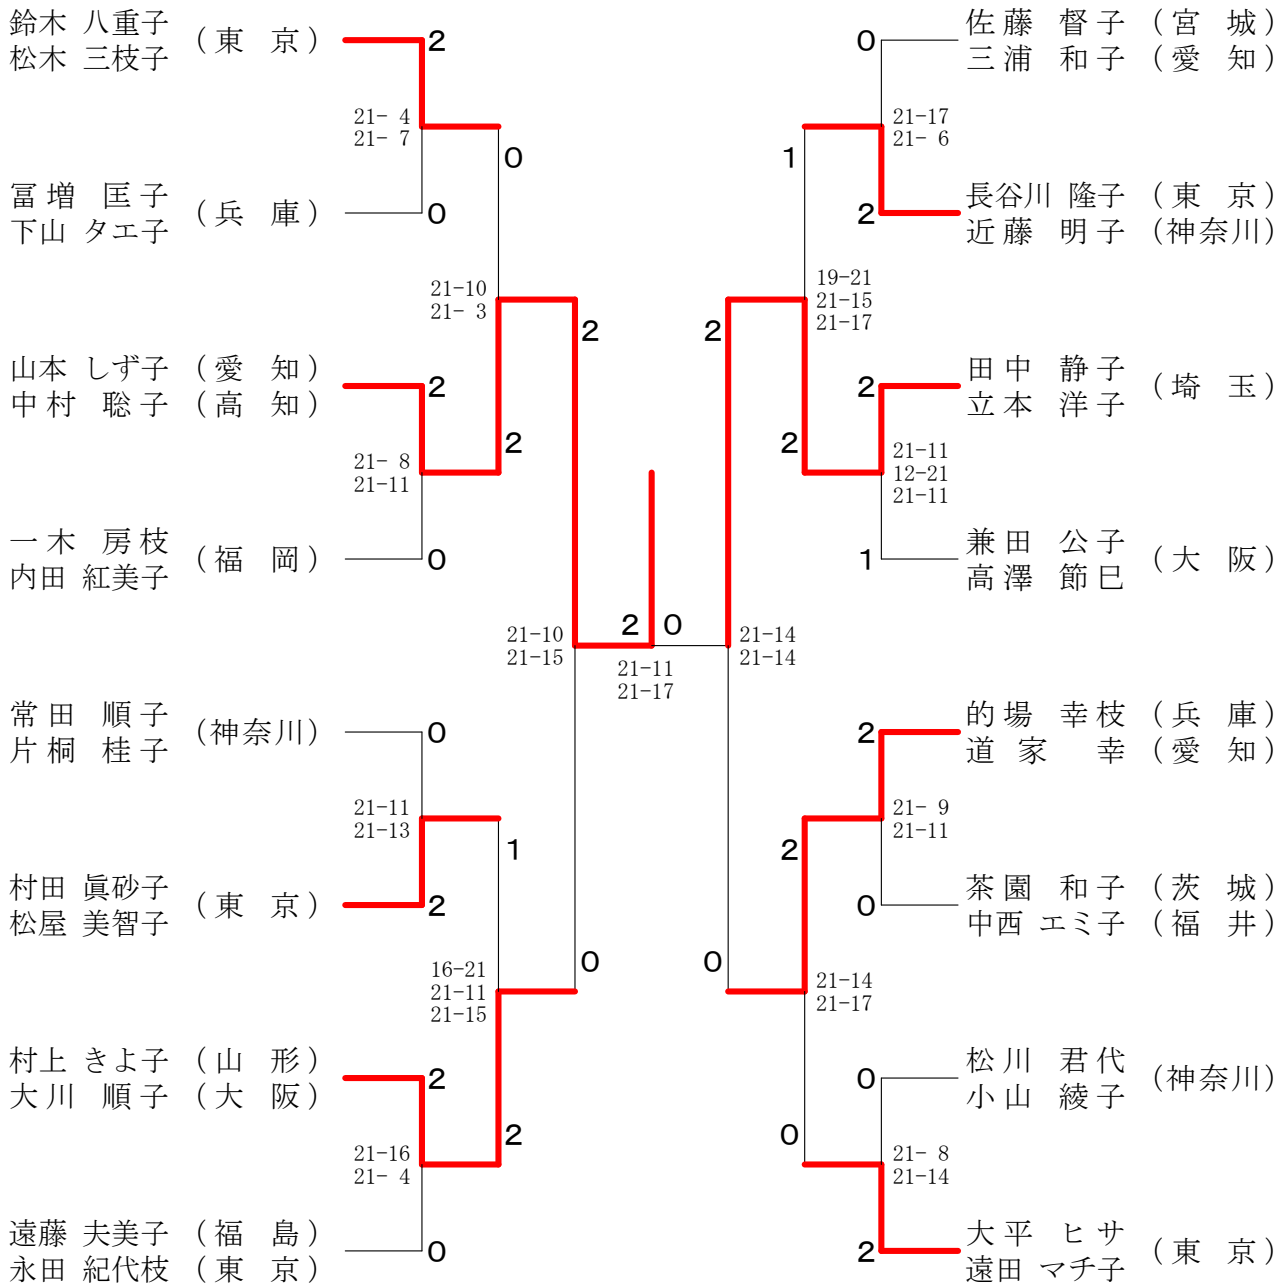 鈴木 八重子
松木 三枝子
（東 京）
2
21- 4
21- 7
冨増 匡子
下山 タエ子
（兵 庫）
0
0
21-10
21- 3
山本 しず子（愛 知）
中村 聡子（高 知）
2
2
21- 8
21-11
一木 房枝
内田 紅美子
（福 岡）
0
2
21-10
21-15
常田 順子
片桐 桂子
（神奈川）
0
21-11
21-13
村田 眞砂子
松屋 美智子
（東 京）
2
1
16-21
21-11
21-15
0
村上 きよ子（山 形）
大川 順子（大 阪）
2
2
21-16
21- 4
遠藤 夫美子（福 島）
永田 紀代枝（東 京）
0
2 0
21-11
21-17
佐藤 督子（宮 城）
三浦 和子（愛 知）
0
21-17
21- 6
長谷川 隆子（東 京）
近藤 明子（神奈川）
2
1
19-21
21-15
21-17
2
田中 静子
立本 洋子
（埼 玉）
2
2
21-11
12-21
21-11
兼田 公子
高澤 節巳
（大 阪）
1
21-14
21-14
的場 幸枝（兵 庫）
道家 幸（愛 知）
2
21- 9
21-11
茶園 和子（茨 城）
中西 エミ子（福 井）
0
2
21-14
21-17
0
松川 君代
小山 綾子
（神奈川）
0
0
21- 8
21-14
大平 ヒサ
遠田 マチ子
（東 京）
2